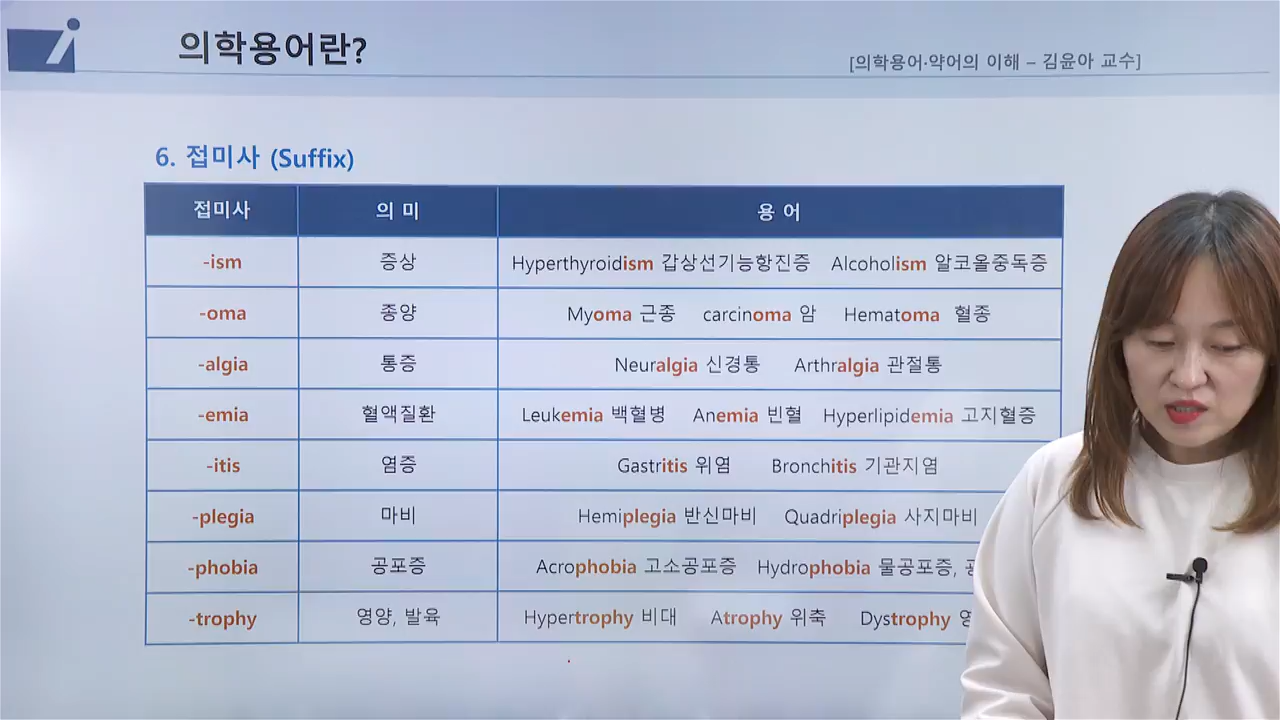 의학용어란?
[의학용어·약어의 이해 – 김윤아 교수]
6. 접미사 (Suffix)
접미사 의 미 용 어
-ism 증상 Hyperthyroidism 갑상선기능항진증 Alcoholism 알코올중독증
-oma 종양 Myoma 근종 carcinoma 암 Hematoma 혈종
-algia 통증 Neuralgia 신경통 Arthralgia 관절통
-emia 혈액질환 Leukemia 백혈병 Anemia 빈혈 Hyperlipidemia 고지혈증
-itis 염증 Gastritis 위염 Bronchitis 기관지염
-plegia 마비 Hemiplegia 반신마비 Quadriplegia 사지마비
-phobia 공포증 Acrophobia 고소공포증 Hydrophobia 물공포증,
-trophy 영양, 발육 Hypertrophy 비대 Atrophy 위축 Dystrophy